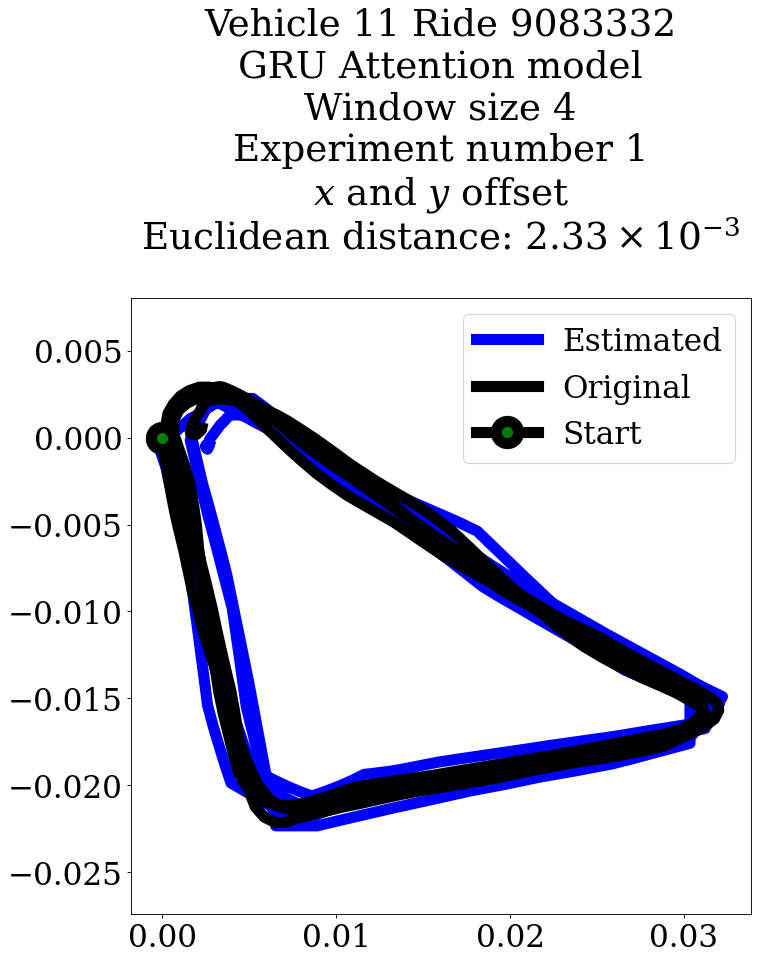 Vehicle 11 Ride 9083332
GRU Attention model
Window size 4
Experiment number 1
x and y offset
Euclidean distance: 2.33 × 10⁻³
Estimated
Original
Start
0.005
0.000
−0.005
−0.010
−0.015
−0.020
−0.025
0.00 0.01 0.02 0.03